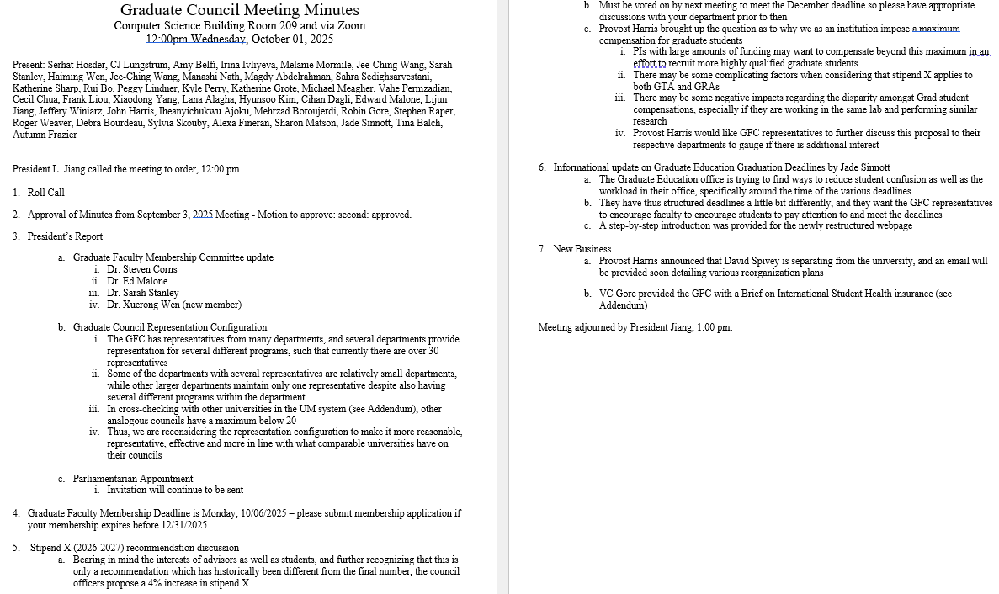 Graduate Council Meeting Minutes
Computer Science Building Room 209 and via Zoom
12:00pm Wednesday, October 01, 2025
Present: Serhat Hosder, CJ Lungstrum, Amy Belfi, Irina Ivliyeva, Melanie Mormile, Jee-Ching Wang, Sarah
Stanley, Haiming Wen, Jee-Ching Wang, Manashi Nath, Magdy Abdelrahman, Sahra Sedighsarvestani,
Katherine Sharp, Rui Bo, Peggy Lindner, Kyle Perry, Katherine Grote, Michael Meagher, Vahe Permzadian,
Cecil Chua, Frank Liou, Xiaodong Yang, Lana Alagha, Hyunsoo Kim, Cihan Dagli, Edward Malone, Lijun
Jiang, Jeffery Winiarz, John Harris, Iheanyichukwu Ajoku, Mehrzad Boroujerdi, Robin Gore, Stephen Raper,
Roger Weaver, Debra Bourdeau, Sylvia Skouby, Alexa Fineran, Sharon Matson, Jade Sinnott, Tina Balch,
Autumn Frazier
President L. Jiang called the meeting to order, 12:00 pm
1. Roll Call
2. Approval of Minutes from September 3, 2025 Meeting - Motion to approve: second: approved.
3. President's Report
a. Graduate Faculty Membership Committee update
i. Dr. Steven Corns
ii. Dr. Ed Malone
iii. Dr. Sarah Stanley
iv. Dr. Xuerong Wen (new member)
b. Graduate Council Representation Configuration
i. The GFC has representatives from many departments, and several departments provide
representation for several different programs, such that currently there are over 30
representatives
ii. Some of the departments with several representatives are relatively small departments,
while other larger departments maintain only one representative despite also having
several different programs within the department
iii. In cross-checking with other universities in the UM system (see Addendum), other
analogous councils have a maximum below 20
iv. Thus, we are reconsidering the representation configuration to make it more reasonable,
representative, effective and more in line with what comparable universities have on
their councils
c. Parliamentarian Appointment
i. Invitation will continue to be sent
4. Graduate Faculty Membership Deadline is Monday, 10/06/2025 – please submit membership application if
your membership expires before 12/31/2025
5. Stipend X (2026-2027) recommendation discussion
a. Bearing in mind the interests of advisors as well as students, and further recognizing that this is
only a recommendation which has historically been different from the final number, the council
officers propose a 4% increase in stipend X
b. Must be voted on by next meeting to meet the December deadline so please have appropriate
discussions with your department prior to then
c. Provost Harris brought up the question as to why we as an institution impose a maximum
compensation for graduate students
i. PIs with large amounts of funding may want to compensate beyond this maximum in an
effort to recruit more highly qualified graduate students
ii. There may be some complicating factors when considering that stipend X applies to
both GTA and GRAs
iii. There may be some negative impacts regarding the disparity amongst Grad student
compensations, especially if they are working in the same lab and performing similar
research
iv. Provost Harris would like GFC representatives to further discuss this proposal to their
respective departments to gauge if there is additional interest
6. Informational update on Graduate Education Graduation Deadlines by Jade Sinnott
a. The Graduate Education office is trying to find ways to reduce student confusion as well as the
workload in their office, specifically around the time of the various deadlines
b. They have thus structured deadlines a little bit differently, and they want the GFC representatives
to encourage faculty to encourage students to pay attention to and meet the deadlines
c. A step-by-step introduction was provided for the newly restructured webpage
7. New Business
a. Provost Harris announced that David Spivey is separating from the university, and an email will
be provided soon detailing various reorganization plans
b. VC Gore provided the GFC with a Brief on International Student Health insurance (see
Addendum)
Meeting adjourned by President Jiang, 1:00 pm.